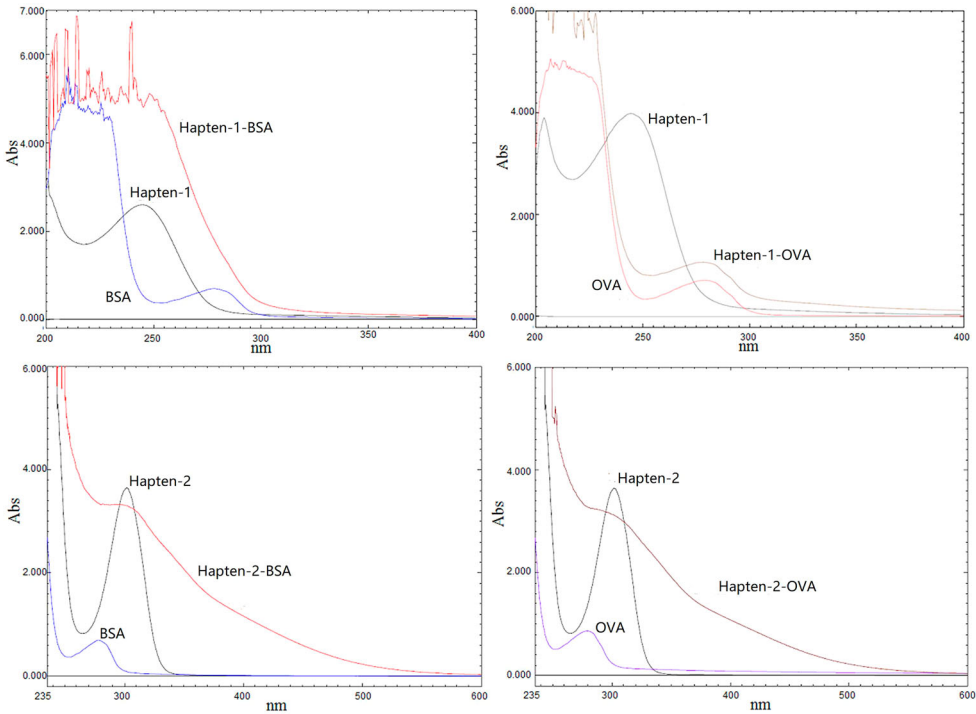 7.000
6.000
Abs
4.000
2.000
0.000
Hapten-1-BSA
Hapten-1
BSA
200
250
300
350
400
nm
6.000
Abs
4.000
2.000
0.000
Hapten-1
Hapten-1-OVA
OVA
200
250
300
350
400
nm
6.000
Abs
4.000
2.000
0.000
Hapten-2
Hapten-2-BSA
BSA
235
300
400
500
600
nm
6.000
Abs
4.000
2.000
0.000
Hapten-2
Hapten-2-OVA
OVA
235
300
400
500
600
nm